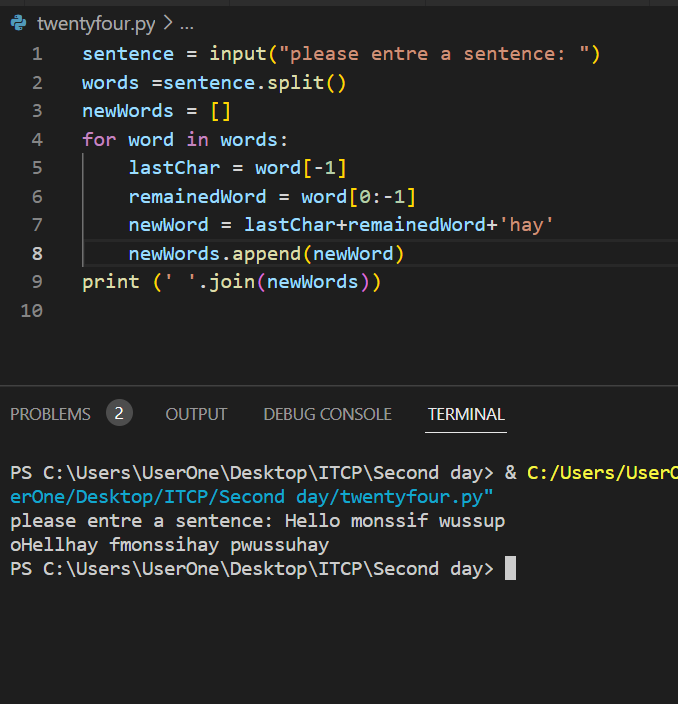 twentyfour.py > ...
1 sentence = input("please entre a sentence: ")
2 words =sentence.split()
3 newWords = []
4 for word in words:
5     lastChar = word[-1]
6     remainedWord = word[0:-1]
7     newWord = lastChar+remainedWord+'hay'
8     newWords.append(newWord)
9 print (' '.join(newWords))
10
PROBLEMS 2 OUTPUT DEBUG CONSOLE TERMINAL
PS C:\Users\UserOne\Desktop\ITCP\Second day> & C:/Users/UserO
erOne/Desktop/ITCP/Second day/twentyfour.py"
please entre a sentence: Hello monssif wussup
oHellhay fmonssihay pwussuhay
PS C:\Users\UserOne\Desktop\ITCP\Second day>